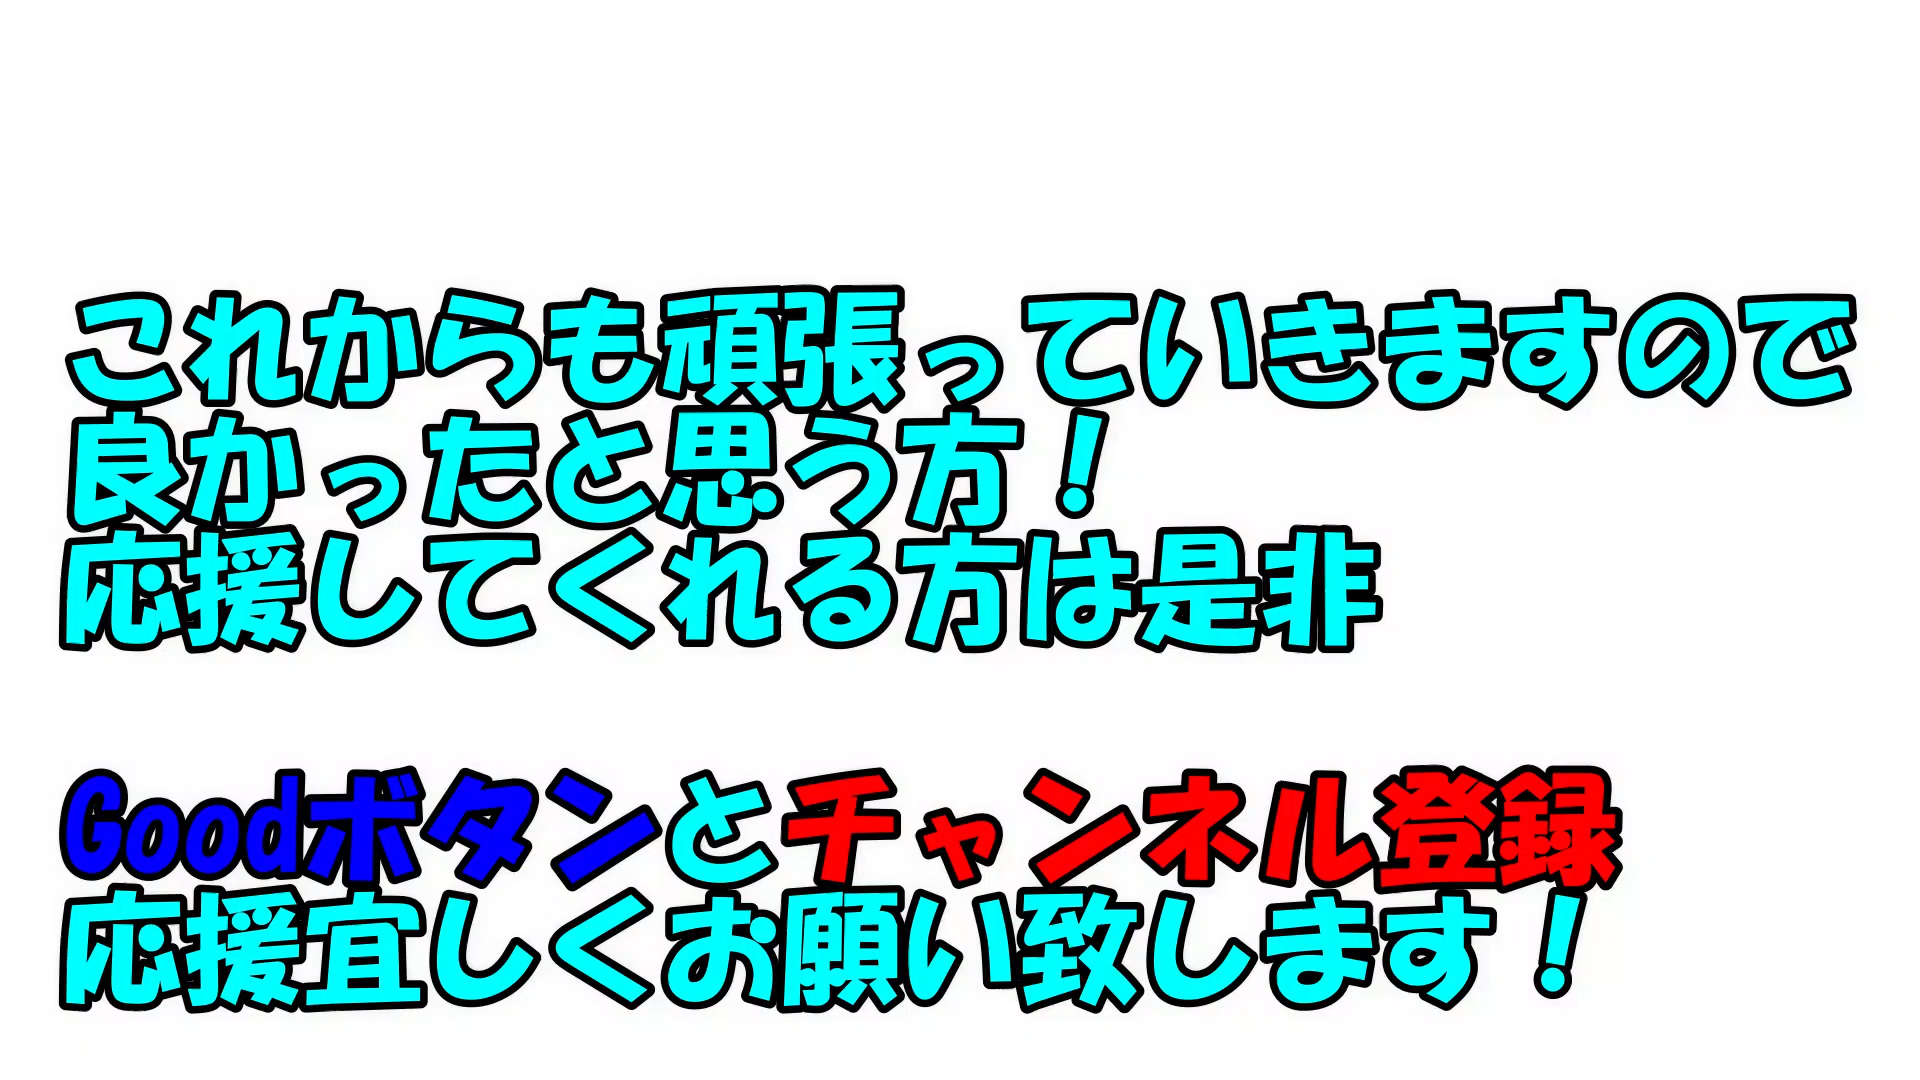 これからも頑張っていきますので
良かったと思う方！
応援してくれる方は是非
Goodボタンとチャンネル登録
応援宜しくお願い致します！